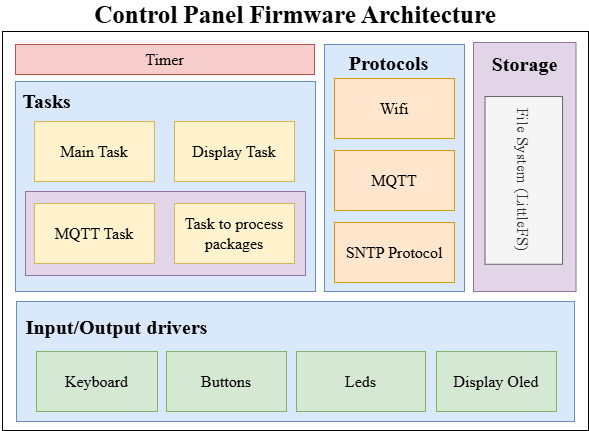 Control Panel Firmware Architecture
Timer
Tasks
Main Task
Display Task
MQTT Task
Task to process
packages
Protocols
Wifi
MQTT
SNTP Protocol
Storage
File System (LittleFS)
Input/Output drivers
Keyboard
Buttons
Leds
Display Oled